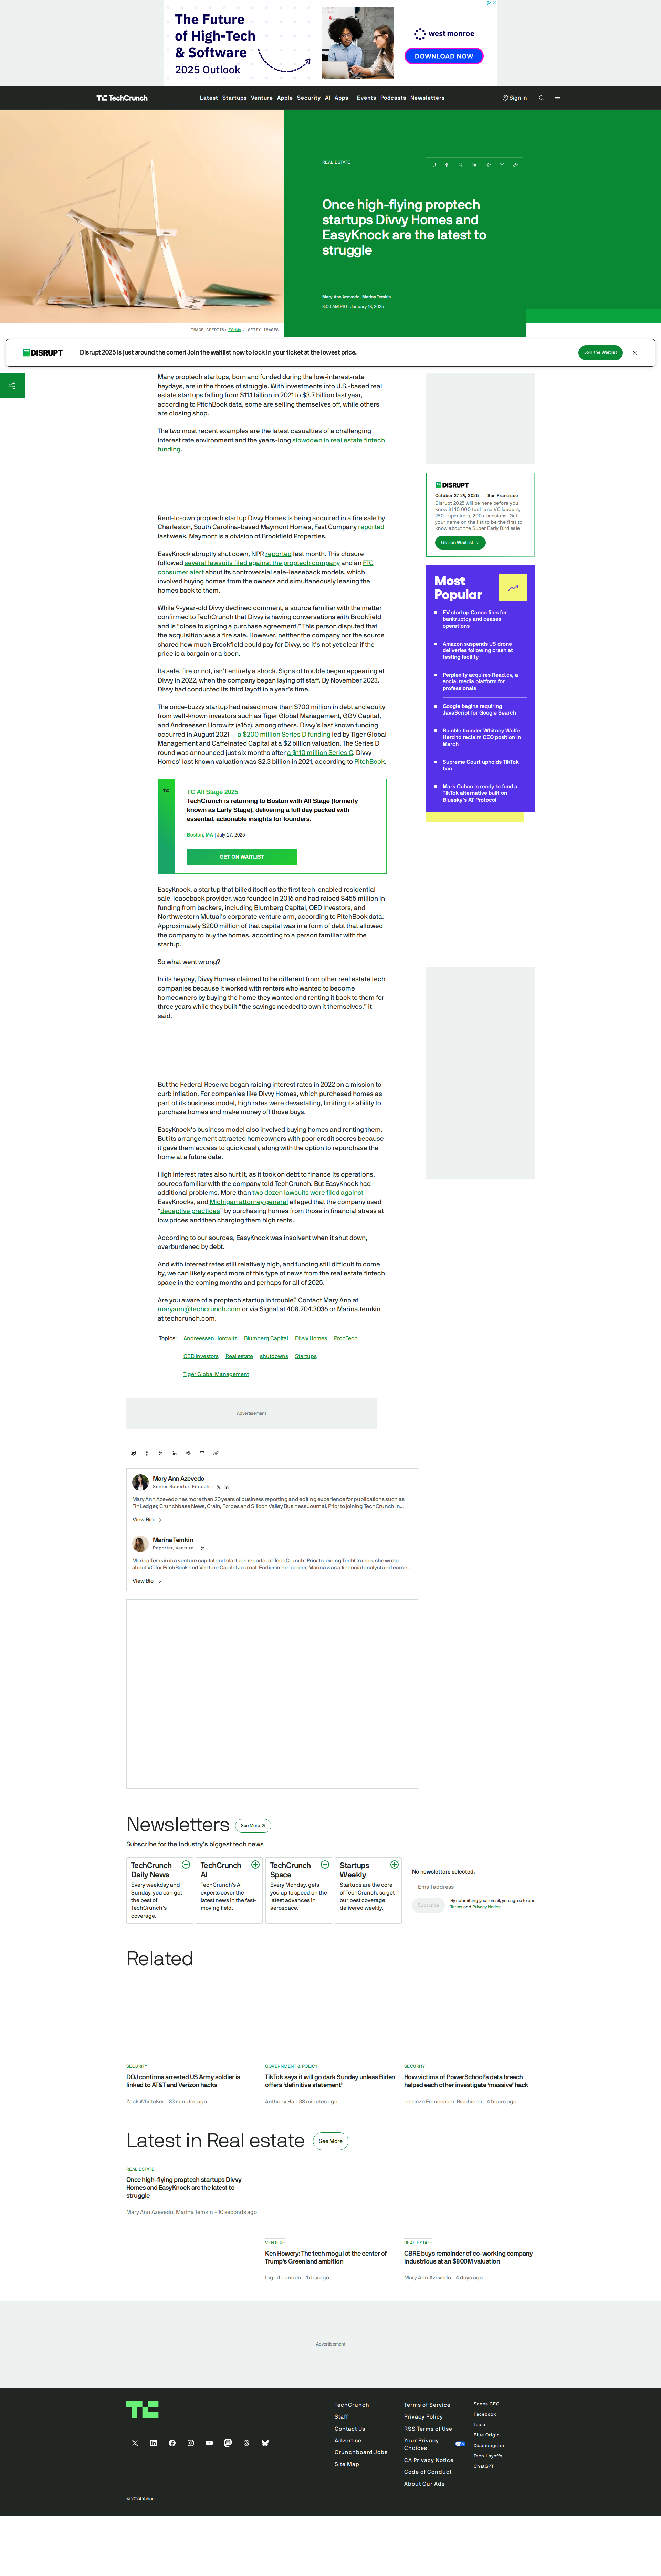 The Future
of High-Tech
& Software
2025 Outlook
west monroe
DOWNLOAD NOW
TechCrunch
Latest Startups Venture Apple Security AI Apps Events Podcasts Newsletters
Sign In
REAL ESTATE
Once high-flying proptech
startups Divvy Homes and
EasyKnock are the latest to
struggle
Mary Ann Azevedo, Marina Temkin
8:00 AM PST · January 18, 2025
IMAGE CREDITS: / GETTY IMAGES
DISRUPT
Disrupt 2025 is just around the corner! Join the waitlist now to lock in your ticket at the lowest price.
Join the Waitlist
Many proptech startups, born and funded during the low-interest-rate
heydays, are in the throes of struggle. With investments into U.S.-based real
estate startups falling from $11.1 billion in 2021 to $3.7 billion last year,
according to PitchBook data, some are offering themselves off, while others
are closing shop.
The two most recent examples are the latest casualties of a challenging
interest rate environment and the years-long slowdown in real estate fintech
funding.
Rent-to-own proptech startup Divvy Homes is being acquired in a fire sale by
Charleston, South Carolina-based Maymont Homes, Fast Company reported
last week. Maymont is a division of Brookfield Properties.
EasyKnock abruptly shut down, NPR reported last month. This closure
followed several lawsuits filed against the proptech company and an FTC
consumer alert about its controversial sale-leaseback models, which
involved buying homes from the owners and simultaneously leasing the
homes back to them.
While 9-year-old Divvy declined comment, a source familiar with the matter
confirmed to TechCrunch that Divvy is having conversations with Brookfield
and is "close to signing a purchase agreement." This person disputed that
the acquisition was a fire sale. However, neither the company nor the source
shared how much Brookfield could pay for Divvy, so it's not yet clear if the
price is a bargain or a boon.
Its sale, fire or not, isn't entirely a shock. Signs of trouble began appearing at
Divvy in 2022, when the company began laying off staff. By November 2023,
Divvy had conducted its third layoff in a year's time.
The once-buzzy startup had raised more than $700 million in debt and equity
from well-known investors such as Tiger Global Management, GGV Capital,
and Andreessen Horowitz (a16z), among others. Divvy's last known funding
occurred in August 2021 — a $200 million Series D funding led by Tiger Global
Management and Caffeinated Capital at a $2 billion valuation. The Series D
round was announced just six months after a $110 million Series C. Divvy
Homes' last known valuation was $2.3 billion in 2021, according to PitchBook.
TC
TC All Stage 2025
TechCrunch is returning to Boston with All Stage (formerly
known as Early Stage), delivering a full day packed with
essential, actionable insights for founders.
Boston, MA | July 17, 2025
GET ON WAITLIST
EasyKnock, a startup that billed itself as the first tech-enabled residential
sale-leaseback provider, was founded in 2016 and had raised $455 million in
funding from backers, including Blumberg Capital, QED Investors, and
Northwestern Mutual's corporate venture arm, according to PitchBook data.
Approximately $200 million of that capital was in a form of debt that allowed
the company to buy the homes, according to a person familiar with the
startup.
So what went wrong?
In its heyday, Divvy Homes claimed to be different from other real estate tech
companies because it worked with renters who wanted to become
homeowners by buying the home they wanted and renting it back to them for
three years while they built "the savings needed to own it themselves," it
said.
But the Federal Reserve began raising interest rates in 2022 on a mission to
curb inflation. For companies like Divvy Homes, which purchased homes as
part of its business model, high rates were devastating, limiting its ability to
purchase homes and make money off those buys.
EasyKnock's business model also involved buying homes and renting them.
But its arrangement attracted homeowners with poor credit scores because
it gave them access to quick cash, along with the option to repurchase the
home at a future date.
High interest rates also hurt it, as it took on debt to finance its operations,
sources familiar with the company told TechCrunch. But EasyKnock had
additional problems. More than two dozen lawsuits were filed against
EasyKnocks, and Michigan attorney general alleged that the company used
"deceptive practices" by purchasing homes from those in financial stress at
low prices and then charging them high rents.
According to our sources, EasyKnock was insolvent when it shut down,
overburdened by debt.
And with interest rates still relatively high, and funding still difficult to come
by, we can likely expect more of this type of news from the real estate fintech
space in the coming months and perhaps for all of 2025.
Are you aware of a proptech startup in trouble? Contact Mary Ann at
maryann@techcrunch.com or via Signal at 408.204.3036 or Marina.temkin
at techcrunch.com.
Topics: Andreessen Horowitz Blumberg Capital Divvy Homes PropTech
QED Investors Real estate shutdowns Startups
Tiger Global Management
DISRUPT
October 27-29, 2025 San Francisco
Disrupt 2025 will be here before you
know it! 10,000 tech and VC leaders,
250+ speakers, 200+ sessions. Get
your name on the list to be the first to
know about the Super Early Bird sale.
Get on Waitlist
Most
Popular
EV startup Canoo files for
bankruptcy and ceases
operations
Amazon suspends US drone
deliveries following crash at
testing facility
Perplexity acquires Read.cv, a
social media platform for
professionals
Google begins requiring
JavaScript for Google Search
Bumble founder Whitney Wolfe
Herd to reclaim CEO position in
March
Supreme Court upholds TikTok
ban
Mark Cuban is ready to fund a
TikTok alternative built on
Bluesky's AT Protocol
Advertisement
Mary Ann Azevedo
Senior Reporter, Fintech
Mary Ann Azevedo has more than 20 years of business reporting and editing experience for publications such as
FinLedger, Crunchbase News, Crain, Forbes and Silicon Valley Business Journal. Prior to joining TechCrunch in…
View Bio
Marina Temkin
Reporter, Venture
Marina Temkin is a venture capital and startups reporter at TechCrunch. Prior to joining TechCrunch, she wrote
about VC for PitchBook and Venture Capital Journal. Earlier in her career, Marina was a financial analyst and earne…
View Bio
Newsletters
See More
Subscribe for the industry's biggest tech news
TechCrunch
Daily News
Every weekday and
Sunday, you can get
the best of
TechCrunch's
coverage.
TechCrunch
AI
TechCrunch's AI
experts cover the
latest news in the fast-
moving field.
TechCrunch
Space
Every Monday, gets
you up to speed on the
latest advances in
aerospace.
Startups
Weekly
Startups are the core
of TechCrunch, so get
our best coverage
delivered weekly.
No newsletters selected.
Email address
Subscribe
By submitting your email, you agree to our
Terms and Privacy Notice.
Related
SECURITY
DOJ confirms arrested US Army soldier is
linked to AT&T and Verizon hacks
Zack Whittaker - 33 minutes ago
GOVERNMENT & POLICY
TikTok says it will go dark Sunday unless Biden
offers 'definitive statement'
Anthony Ha - 38 minutes ago
SECURITY
How victims of PowerSchool's data breach
helped each other investigate 'massive' hack
Lorenzo Franceschi-Bicchierai - 4 hours ago
Latest in Real estate
See More
REAL ESTATE
Once high-flying proptech startups Divvy
Homes and EasyKnock are the latest to
struggle
Mary Ann Azevedo, Marina Temkin - 10 seconds ago
VENTURE
Ken Howery: The tech mogul at the center of
Trump's Greenland ambition
Ingrid Lunden - 1 day ago
REAL ESTATE
CBRE buys remainder of co-working company
Industrious at an $800M valuation
Mary Ann Azevedo - 4 days ago
Advertisement
TC
TechCrunch
Staff
Contact Us
Advertise
Crunchboard Jobs
Site Map
Terms of Service
Privacy Policy
RSS Terms of Use
Your Privacy
Choices
CA Privacy Notice
Code of Conduct
About Our Ads
Sonos CEO
Facebook
Tesla
Blue Origin
Xiaohongshu
Tech Layoffs
ChatGPT
© 2024 Yahoo.